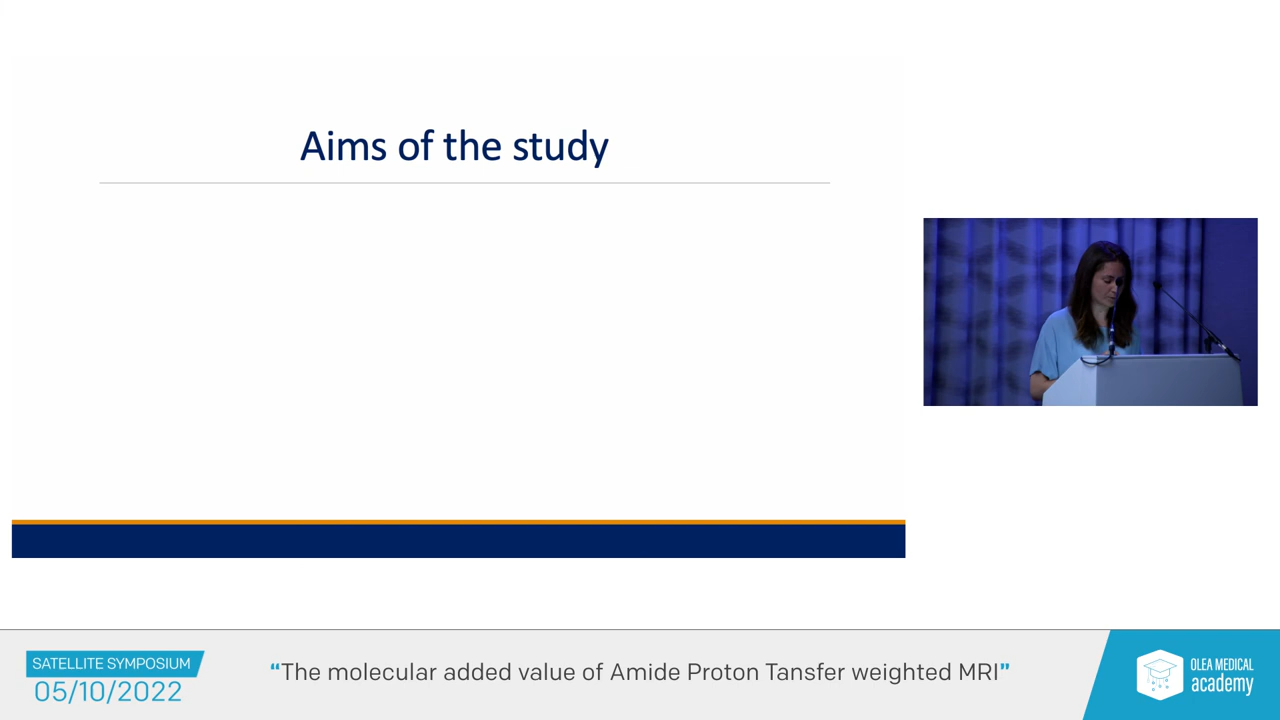 Aims of the study
SATELLITE SYMPOSIUM
05/10/2022
“The molecular added value of Amide Proton Tansfer weighted MRI”
OLEA MEDICAL
academy